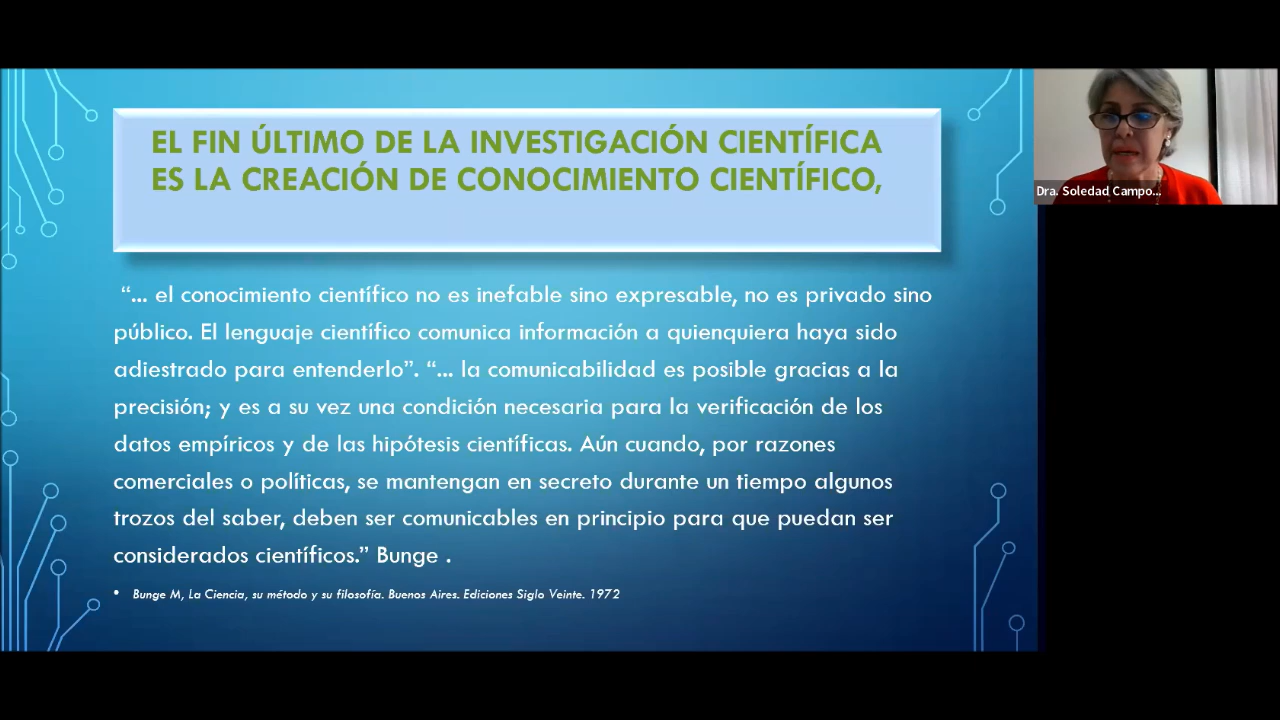 EL FIN ÚLTIMO DE LA INVESTIGACIÓN CIENTÍFICA
ES LA CREACIÓN DE CONOCIMIENTO CIENTÍFICO,
“... el conocimiento científico no es inefable sino expresable, no es privado sino
público. El lenguaje científico comunica información a quienquiera haya sido
adiestrado para entenderlo”. “... la comunicabilidad es posible gracias a la
precisión; y es a su vez una condición necesaria para la verificación de los
datos empíricos y de las hipótesis científicas. Aún cuando, por razones
comerciales o políticas, se mantengan en secreto durante un tiempo algunos
trozos del saber, deben ser comunicables en principio para que puedan ser
considerados científicos.” Bunge .
• Bunge M, La Ciencia, su método y su filosofía. Buenos Aires. Ediciones Siglo Veinte. 1972
Dra. Soledad Campo...